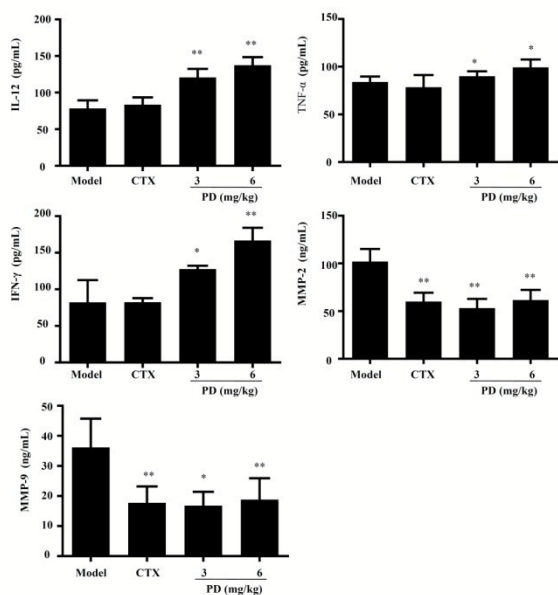 IL-12 (pg/mL)
200
150
100
50
0
** **
Model CTX 3 6
PD (mg/kg)
TNF-α (pg/mL)
150
100
50
0
* *
Model CTX 3 6
PD (mg/kg)
IFN-γ (pg/mL)
200
150
100
50
0
* **
Model CTX 3 6
PD (mg/kg)
MMP-2 (ng/mL)
150
100
50
0
** ** **
Model CTX 3 6
PD (mg/kg)
MMP-9 (ng/mL)
50
40
30
20
10
0
** * **
Model CTX 3 6
PD (mg/kg)